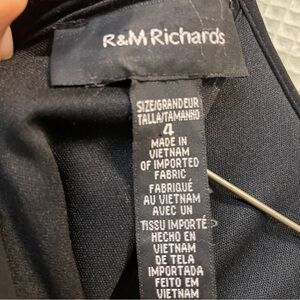 R&M Richards
SIZE/GRANDEUR
TALLA/TAMANHO
4
MADE IN
VIETNAM
OF IMPORTED
FABRIC
FABRIQUÉ
AU VIETNAM
AVEC UN
TISSU IMPORTÉ
HECHO EN
VIETNAM
DE TELA
IMPORTADA
FEITO EM
VIETNAM